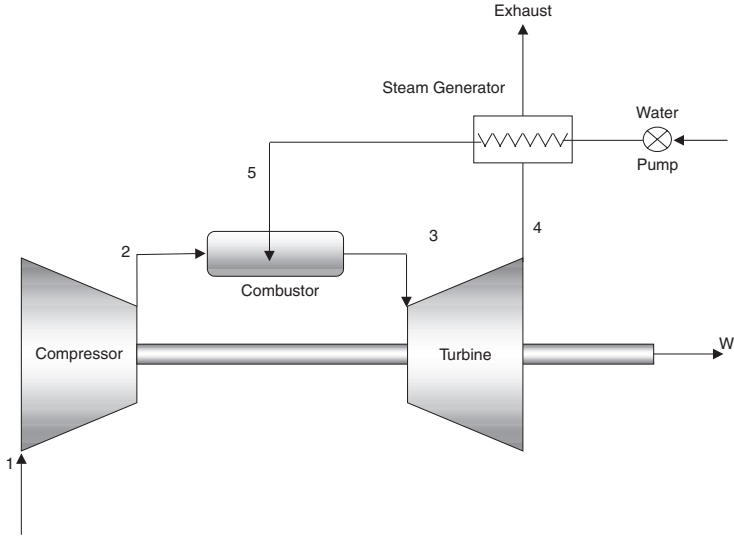 Exhaust
Steam Generator
Water
Pump
5
4
3
2
Combustor
Compressor
Turbine
W
1